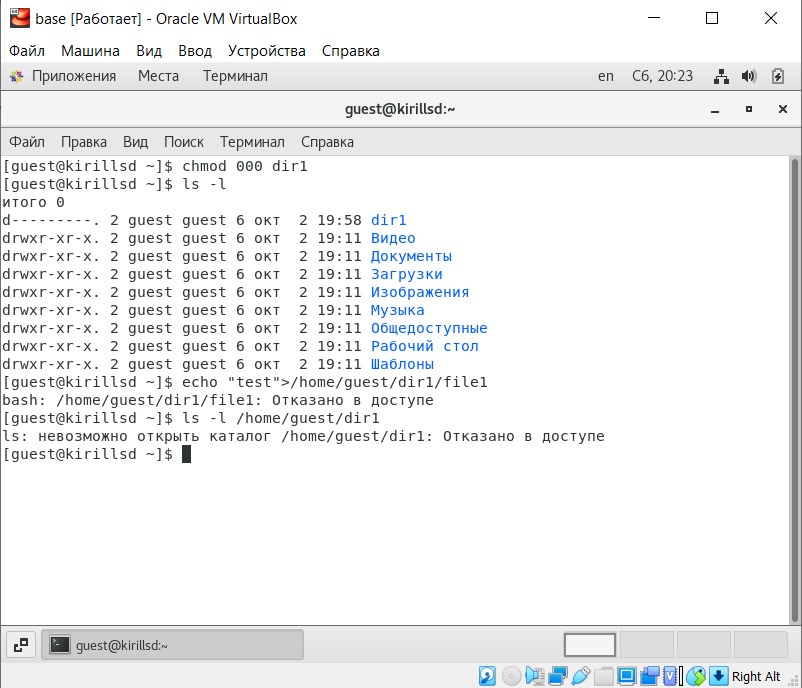 base [Работает] - Oracle VM VirtualBox
Файл Машина Вид Ввод Устройства Справка
Приложения Места Терминал en Сб, 20:23
guest@kirillsd:~
Файл Правка Вид Поиск Терминал Справка
[guest@kirillsd ~]$ chmod 000 dir1
[guest@kirillsd ~]$ ls -l
итого 0
d---------. 2 guest guest 6 окт  2 19:58 dir1
drwxr-xr-x. 2 guest guest 6 окт  2 19:11 Видео
drwxr-xr-x. 2 guest guest 6 окт  2 19:11 Документы
drwxr-xr-x. 2 guest guest 6 окт  2 19:11 Загрузки
drwxr-xr-x. 2 guest guest 6 окт  2 19:11 Изображения
drwxr-xr-x. 2 guest guest 6 окт  2 19:11 Музыка
drwxr-xr-x. 2 guest guest 6 окт  2 19:11 Общедоступные
drwxr-xr-x. 2 guest guest 6 окт  2 19:11 Рабочий стол
drwxr-xr-x. 2 guest guest 6 окт  2 19:11 Шаблоны
[guest@kirillsd ~]$ echo "test">/home/guest/dir1/file1
bash: /home/guest/dir1/file1: Отказано в доступе
[guest@kirillsd ~]$ ls -l /home/guest/dir1
ls: невозможно открыть каталог /home/guest/dir1: Отказано в доступе
[guest@kirillsd ~]$
guest@kirillsd:~
Right Alt